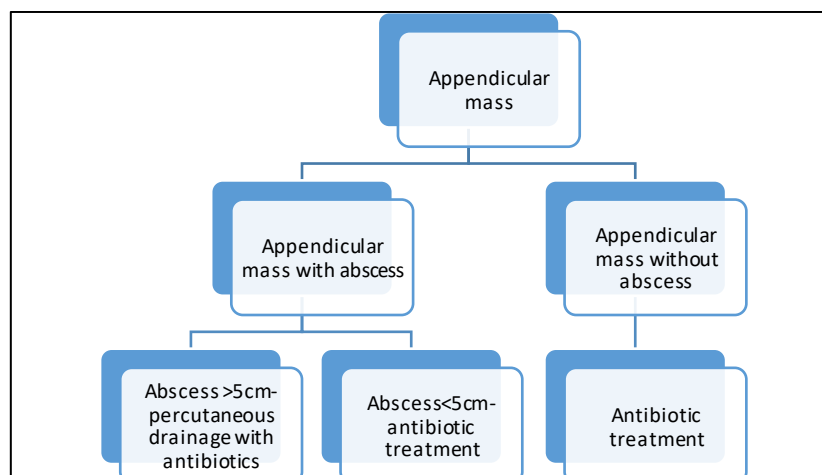 Appendicular
mass
Appendicular
mass with abscess
Appendicular
mass without
abscess
Abscess >5cm-
percutaneous
drainage with
antibiotics
Abscess<5cm-
antibiotic
treatment
Antibiotic
treatment